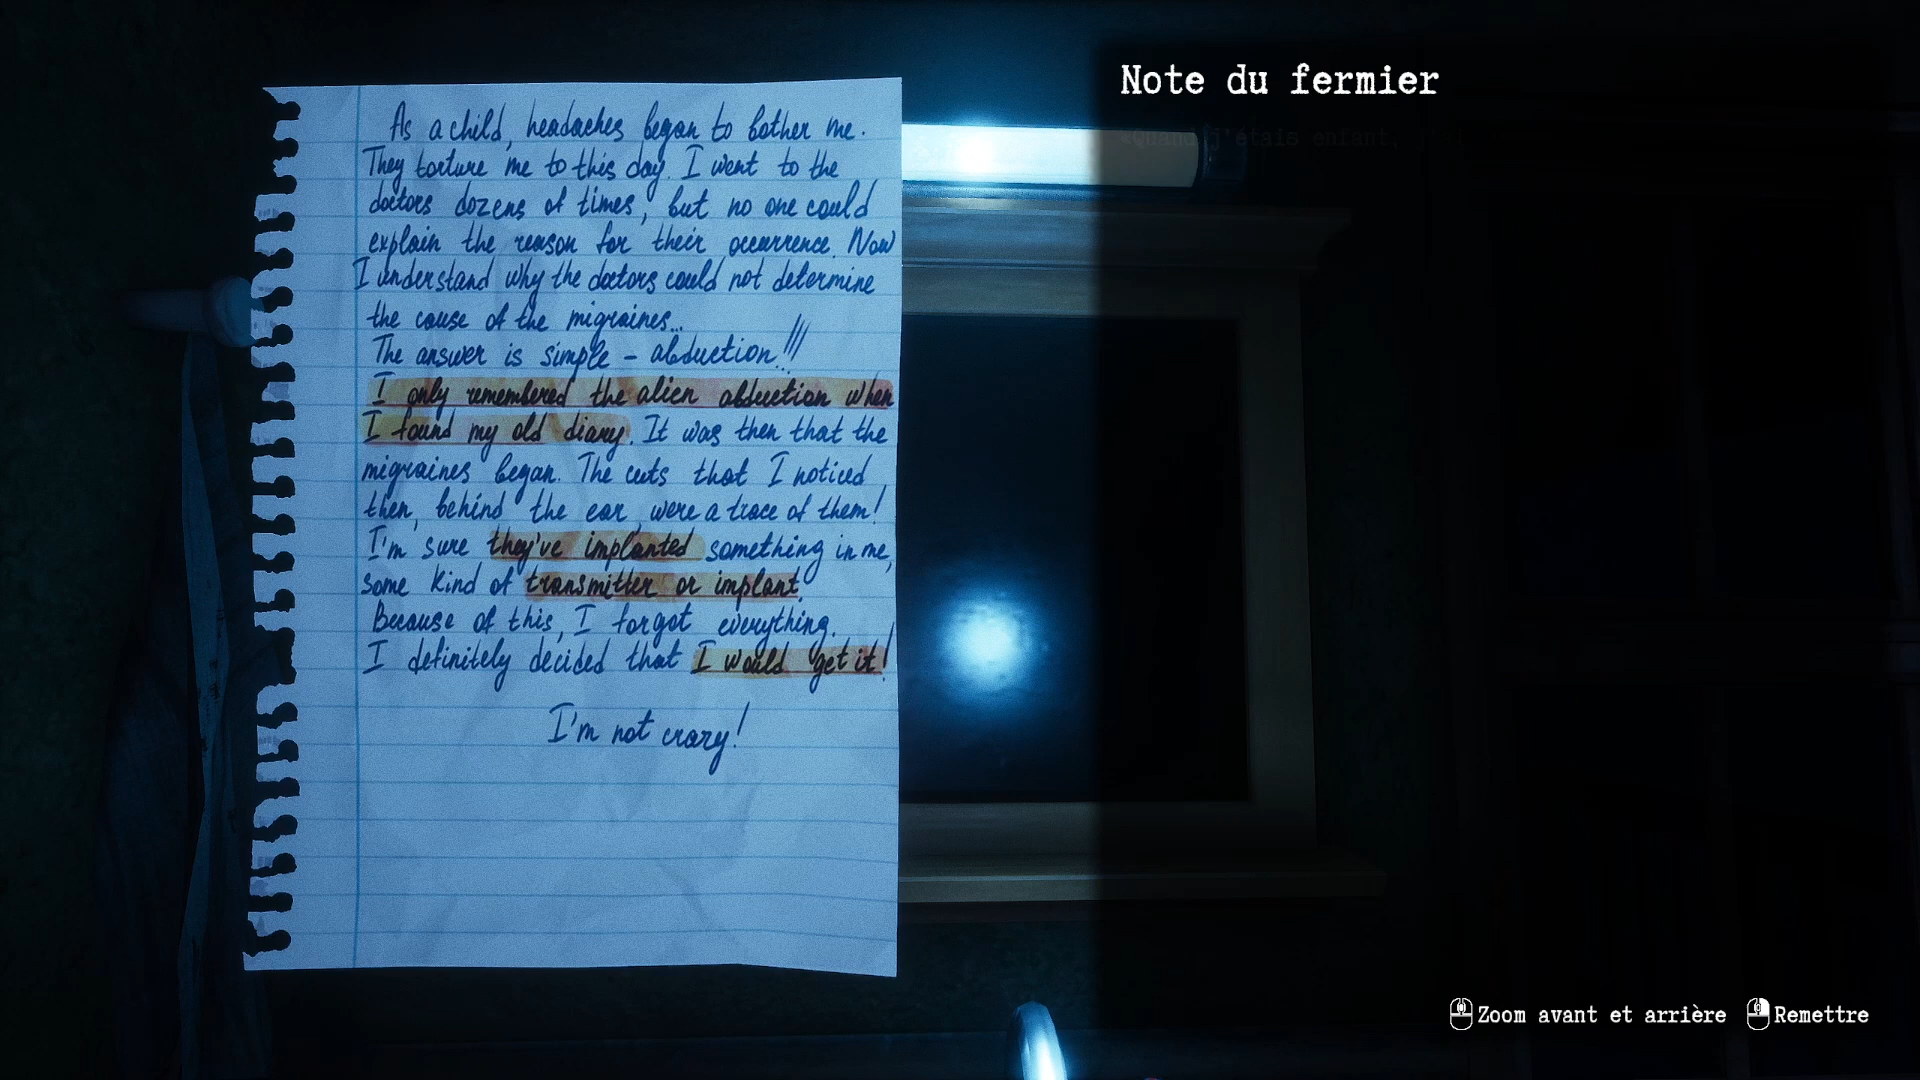 Note du fermier
«Quand j'étais enfant, j'ai
As a child, headaches began to bother me.
They torture me to this day. I went to the
doctors dozens of times, but no one could
explain the reason for their occurrence. Now
I understand why the doctors could not determine
the cause of the migraines...
The answer is simple - abduction!!!
I only remembered the alien abduction when
I found my old diary. It was then that the
migraines began. The cuts that I noticed
then, behind the ear, were a trace of them!
I'm sure they've implanted something in me,
some kind of transmitter or implant.
Because of this, I forgot everything.
I definitely decided that I would get it!
I'm not crazy!
Zoom avant et arrière Remettre